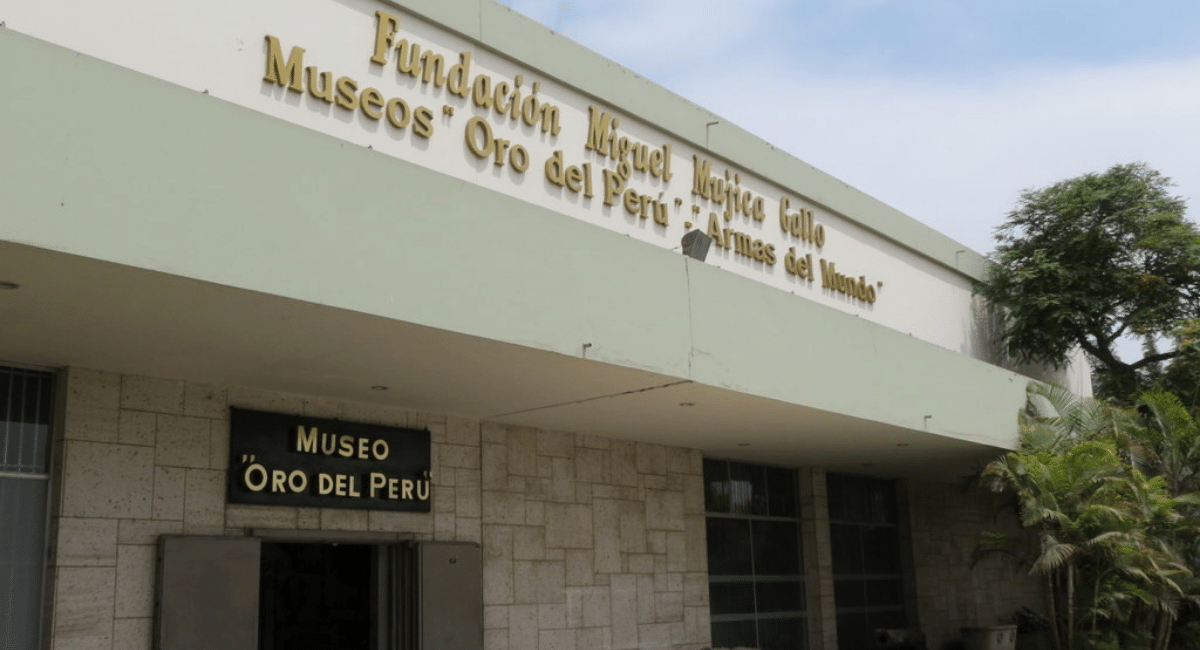 Fundación Miguel Mujica Gallo
Museos "Oro del Perú" - "Armas del Mundo"
MUSEO
"ORO DEL PERÚ"